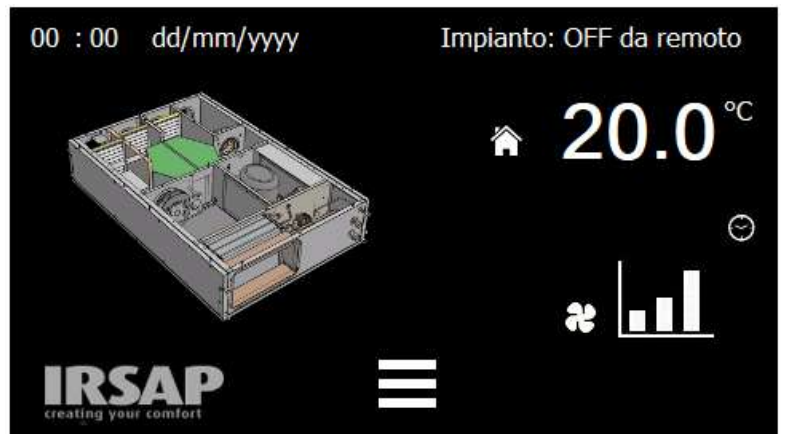 00 : 00 dd/mm/yyyy Impianto: OFF da remoto
20.0 °C
IRSAP
creating your comfort